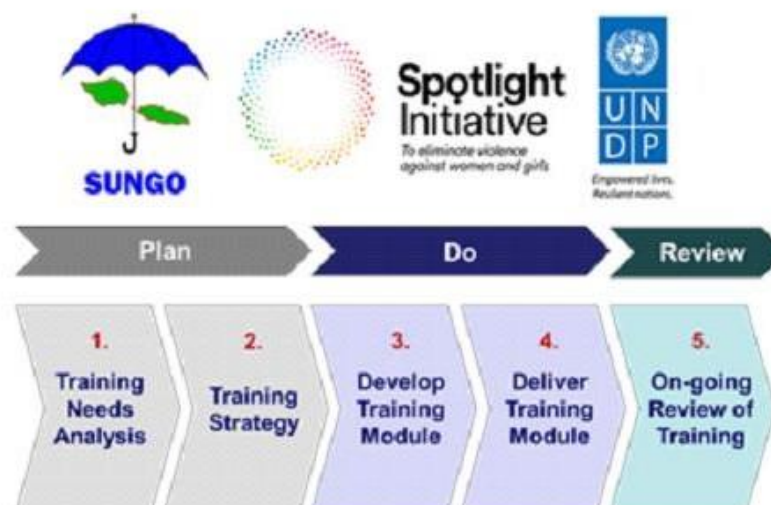 SUNGO
Spotlight
Initiative
To eliminate violence
against women and girls
U N
D P
Empowered lives.
Resilient nations.
Plan
Do
Review
1.
Training
Needs
Analysis
2.
Training
Strategy
3.
Develop
Training
Module
4.
Deliver
Training
Module
5.
On-going
Review of
Training